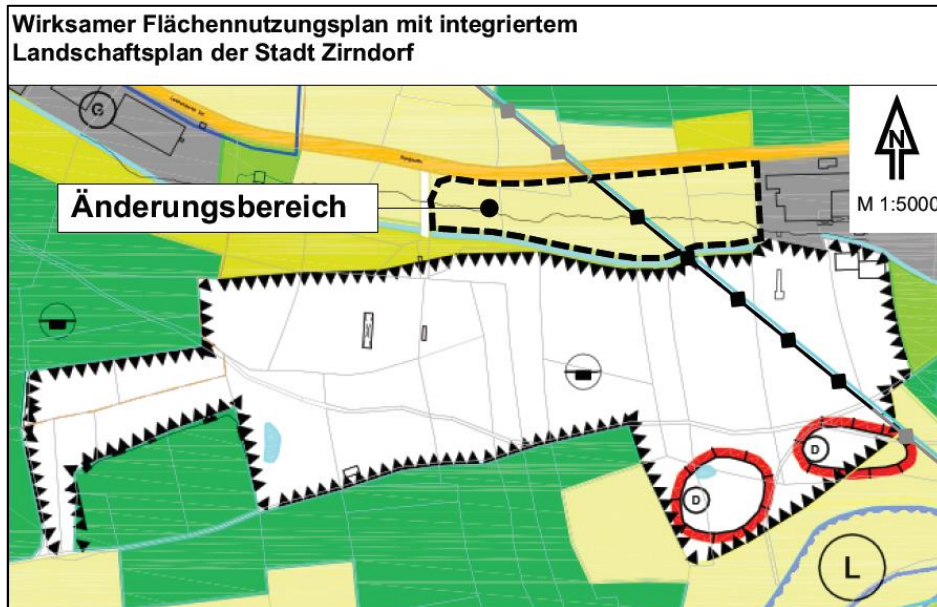 Wirksamer Flächennutzungsplan mit integriertem
Landschaftsplan der Stadt Zirndorf
G
N
M 1:5000
Änderungsbereich
D
D
L